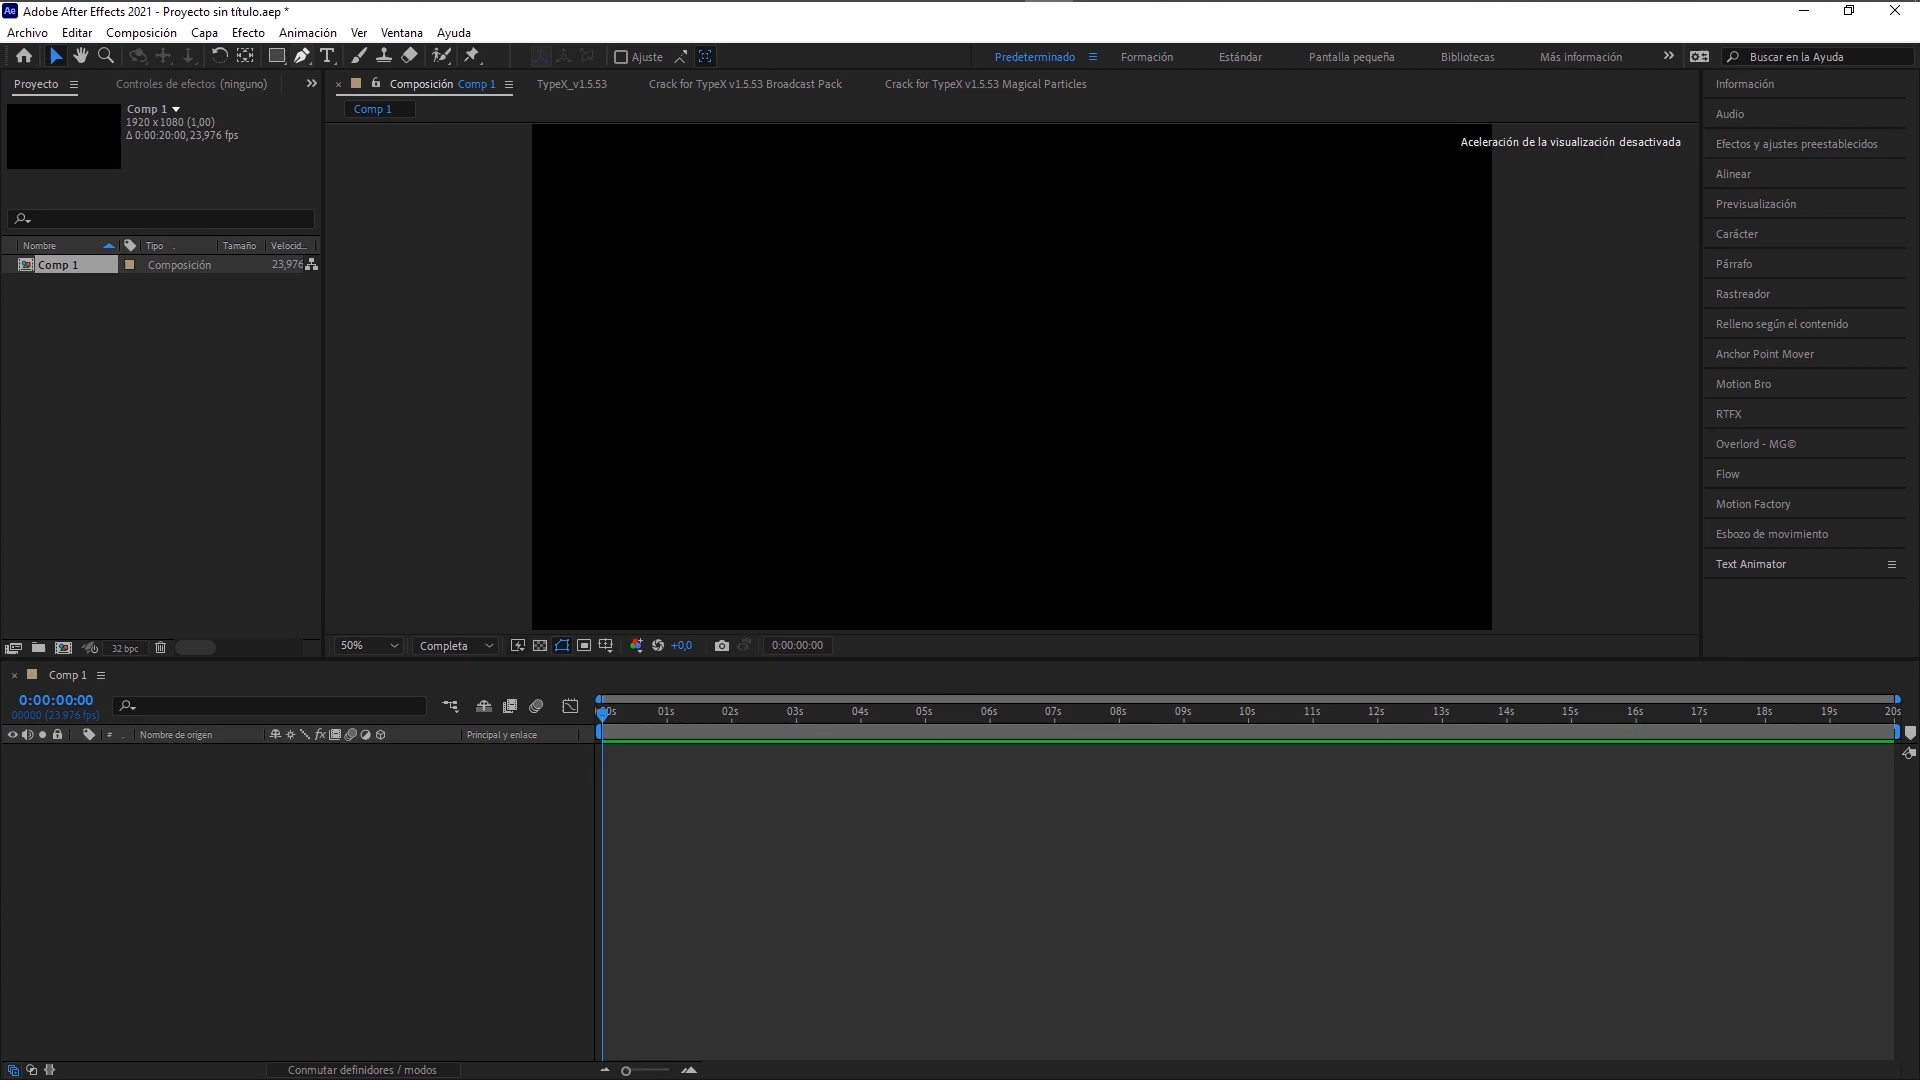 Adobe After Effects 2021 - Proyecto sin título.aep *
Archivo Editar Composición Capa Efecto Animación Ver Ventana Ayuda
Ajuste
Predeterminado Formación Estándar Pantalla pequeña Bibliotecas Más información
Buscar en la Ayuda
Proyecto Controles de efectos (ninguno)
Composición Comp 1 TypeX_v1.5.53 Crack for TypeX v1.5.53 Broadcast Pack Crack for TypeX v1.5.53 Magical Particles
Comp 1
Comp 1
1920 x 1080 (1,00)
Δ 0:00:20:00, 23,976 fps
Nombre Tipo Tamaño Velocid...
Comp 1 Composición 23,976
32 bpc
Aceleración de la visualización desactivada
50% Completa +0,0 0:00:00:00
Información
Audio
Efectos y ajustes preestablecidos
Alinear
Previsualización
Carácter
Párrafo
Rastreador
Relleno según el contenido
Anchor Point Mover
Motion Bro
RTFX
Overlord - MG©
Flow
Motion Factory
Esbozo de movimiento
Text Animator
Comp 1
0:00:00:00
00000 (23.976 fps)
# Nombre de origen fx Principal y enlace
01s 02s 03s 04s 05s 06s 07s 08s 09s 10s 11s 12s 13s 14s 15s 16s 17s 18s 19s 20s
Conmutar definidores / modos